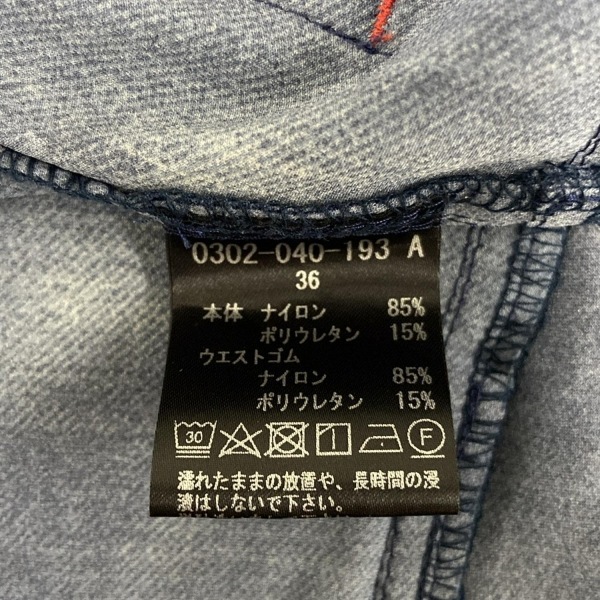 0302-040-193 A
36
本体 ナイロン 85%
ポリウレタン 15%
ウエストゴム
ナイロン 85%
ポリウレタン 15%
30 F
濡れたままの放置や、長時間の浸
漬はしないで下さい。